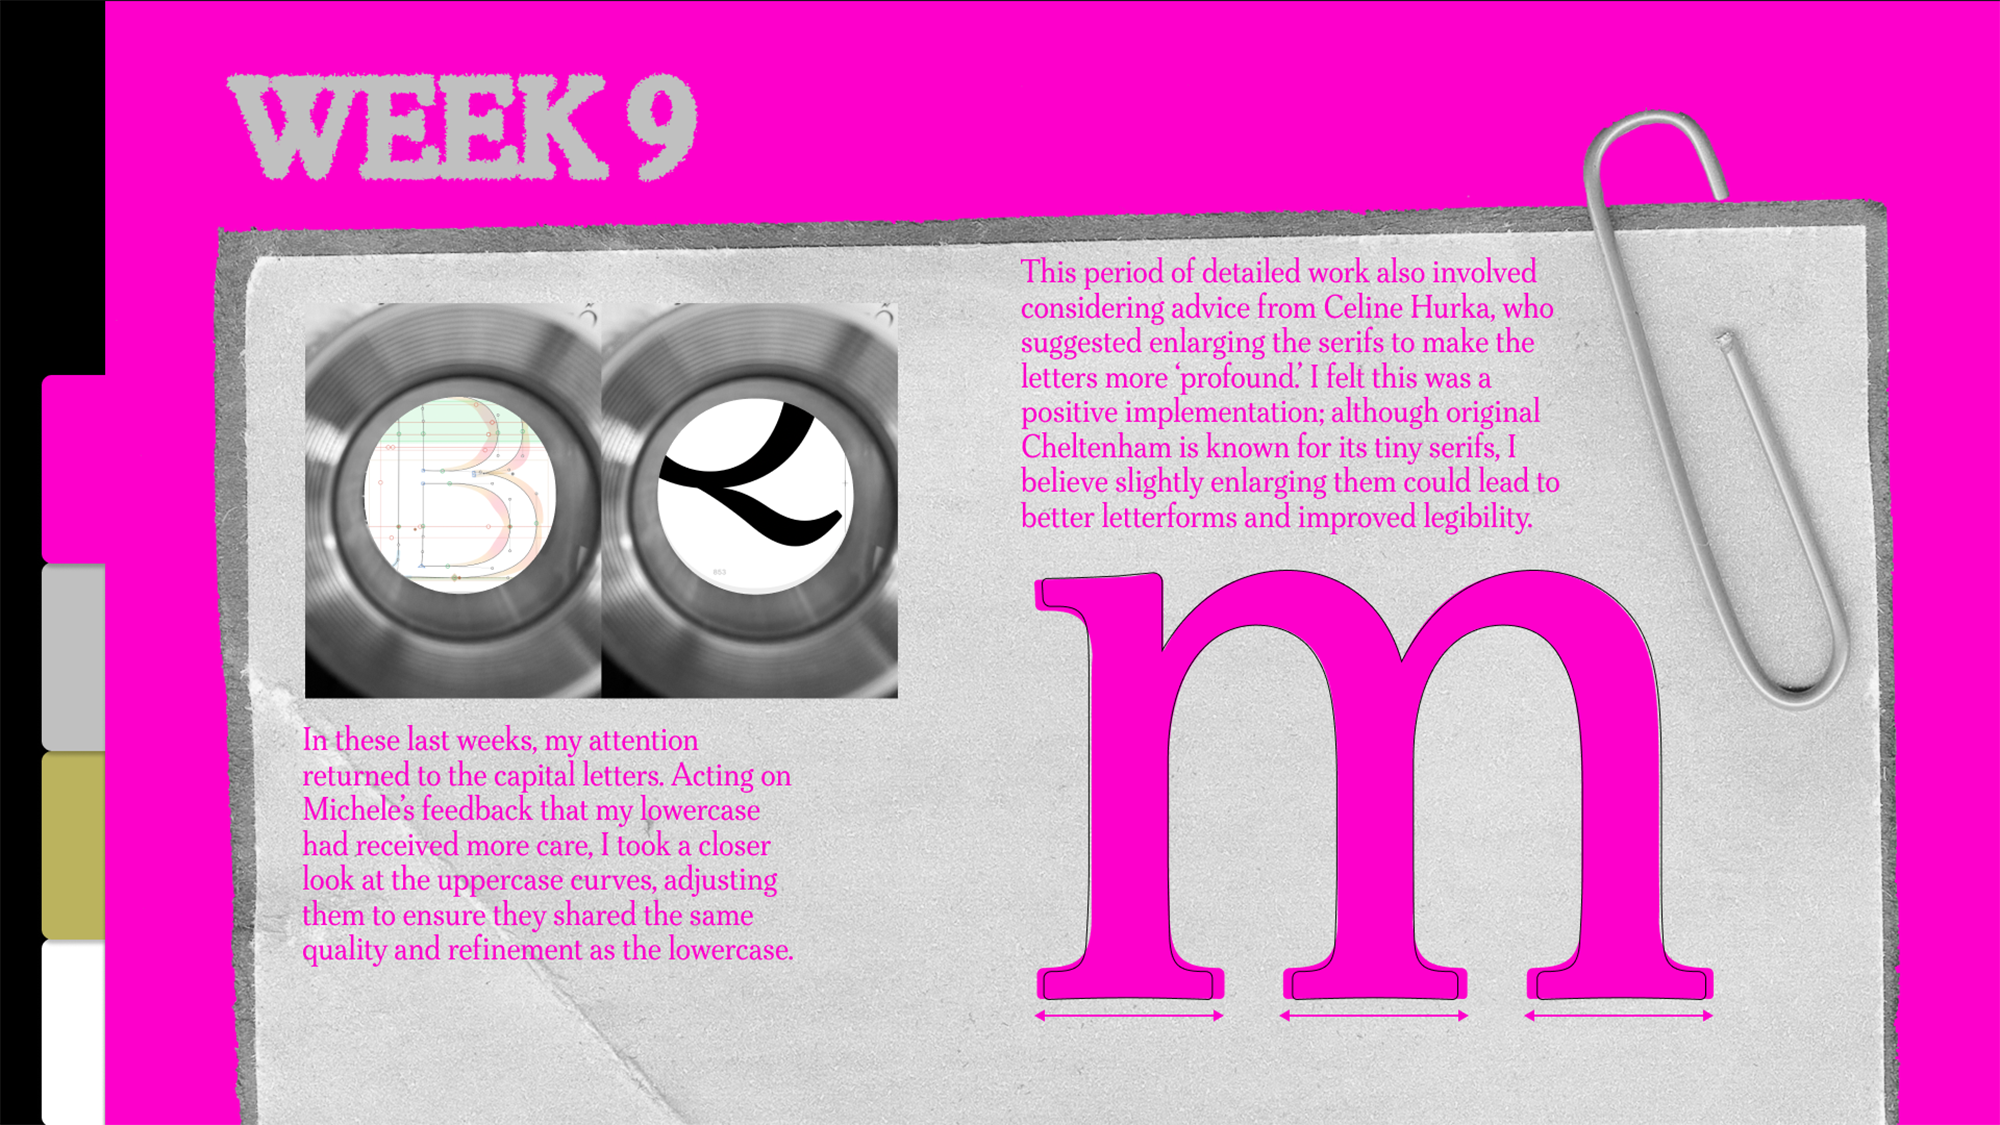 WEEK 9
In these last weeks, my attention
returned to the capital letters. Acting on
Michele's feedback that my lowercase
had received more care, I took a closer
look at the uppercase curves, adjusting
them to ensure they shared the same
quality and refinement as the lowercase.
This period of detailed work also involved
considering advice from Celine Hurka, who
suggested enlarging the serifs to make the
letters more ‘profound.’ I felt this was a
positive implementation; although original
Cheltenham is known for its tiny serifs, I
believe slightly enlarging them could lead to
better letterforms and improved legibility.
B
853
m